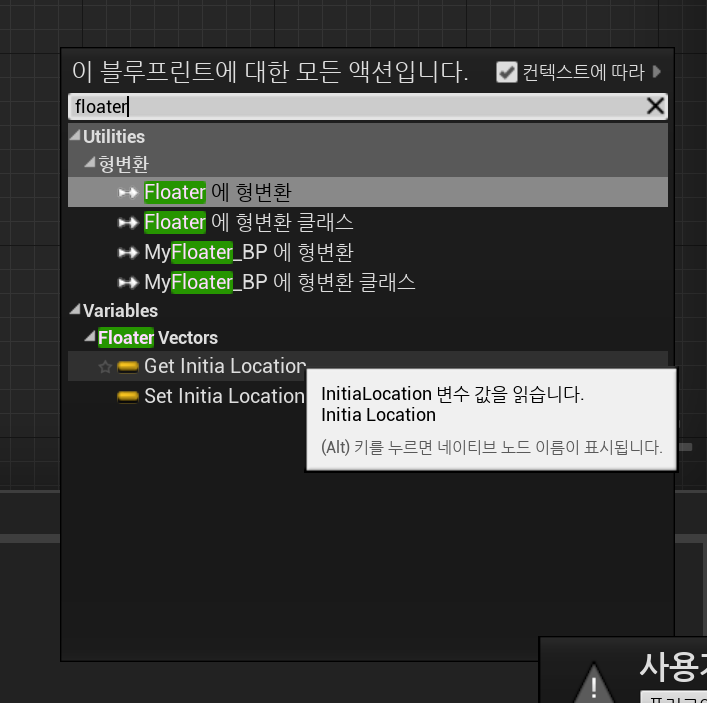 이 블루프린트에 대한 모든 액션입니다. 컨텍스트에 따라
floater
Utilities
형변환
Floater 에 형변환
Floater 에 형변환 클래스
MyFloater_BP 에 형변환
MyFloater_BP 에 형변환 클래스
Variables
Floater Vectors
Get Initia Location
Set Initia Location
InitiaLocation 변수 값을 읽습니다.
Initia Location
(Alt) 키를 누르면 네이티브 노드 이름이 표시됩니다.
사용